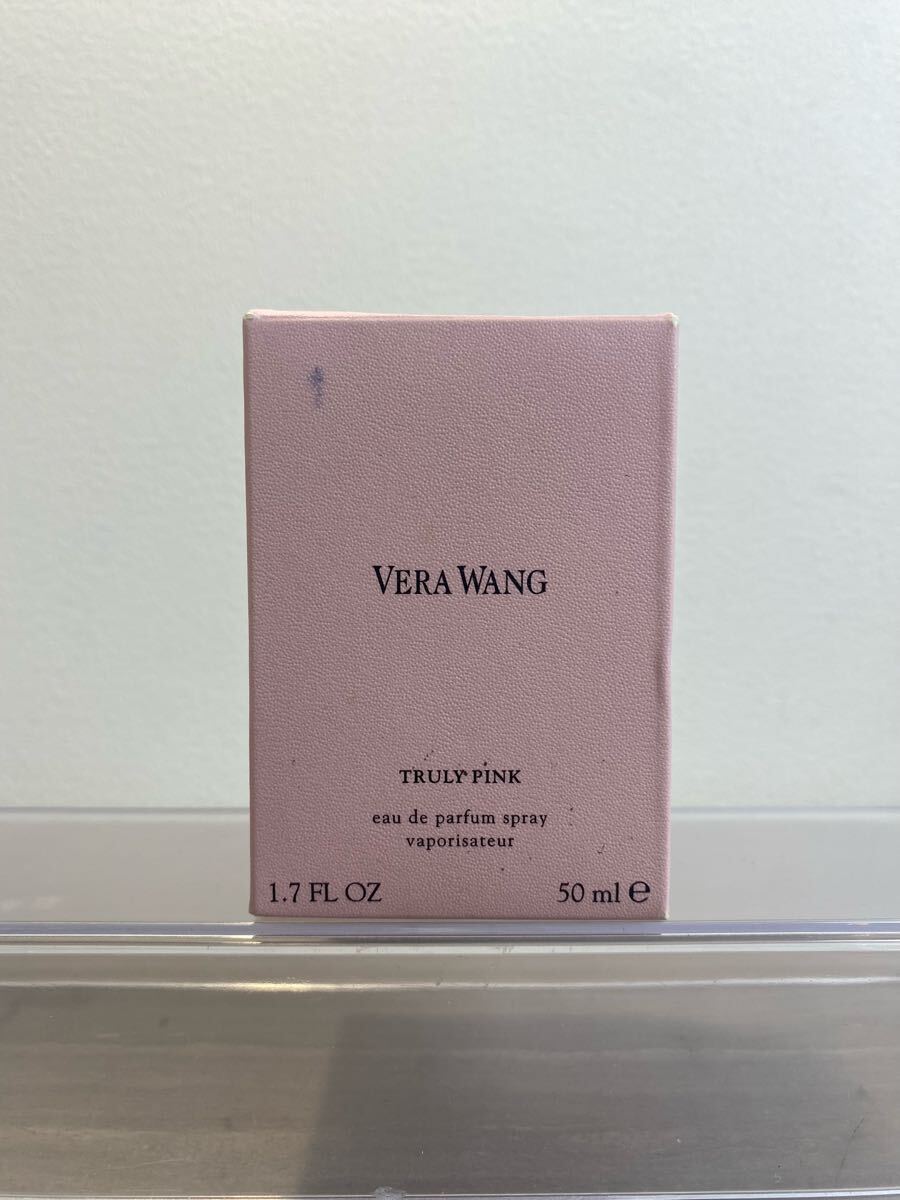 VERA WANG
TRULY PINK
eau de parfum spray
vaporisateur
1.7 FL OZ 50 ml ℮